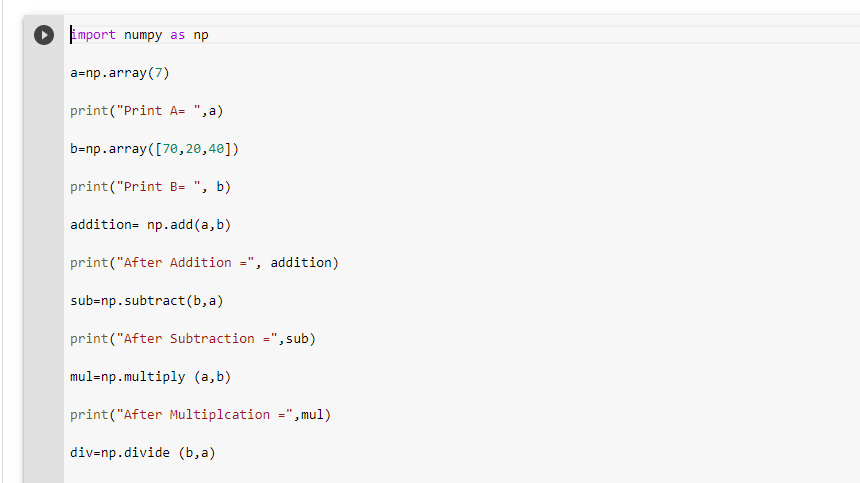 import numpy as np
a=np.array(7)
print("Print A= ",a)
b=np.array([70,20,40])
print("Print B= ", b)
addition= np.add(a,b)
print("After Addition =", addition)
sub=np.subtract(b,a)
print("After Subtraction =",sub)
mul=np.multiply (a,b)
print("After Multiplcation =",mul)
div=np.divide (b,a)